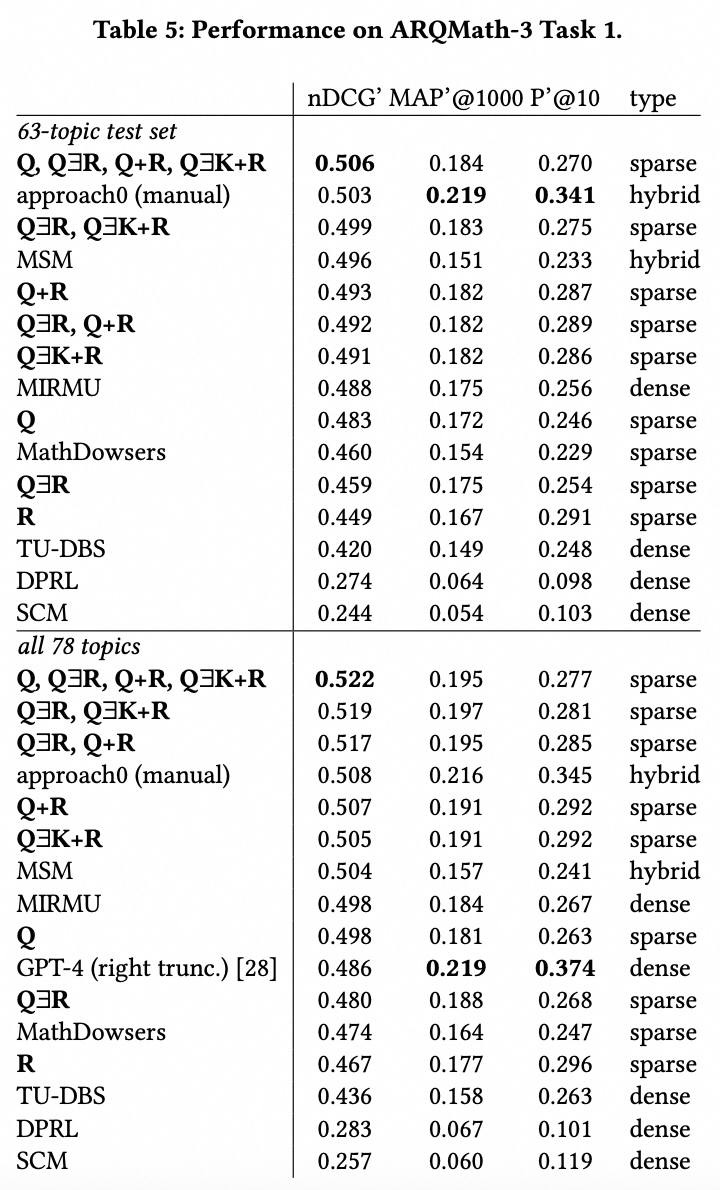 Table 5: Performance on ARQMath-3 Task 1.
nDCG' MAP'@1000 P'@10 type
63-topic test set
Q, Q∃R, Q+R, Q∃K+R 0.506 0.184 0.270 sparse
approach0 (manual) 0.503 0.219 0.341 hybrid
Q∃R, Q∃K+R 0.499 0.183 0.275 sparse
MSM 0.496 0.151 0.233 hybrid
Q+R 0.493 0.182 0.287 sparse
Q∃R, Q+R 0.492 0.182 0.289 sparse
Q∃K+R 0.491 0.182 0.286 sparse
MIRMU 0.488 0.175 0.256 dense
Q 0.483 0.172 0.246 sparse
MathDowsers 0.460 0.154 0.229 sparse
Q∃R 0.459 0.175 0.254 sparse
R 0.449 0.167 0.291 sparse
TU-DBS 0.420 0.149 0.248 dense
DPRL 0.274 0.064 0.098 dense
SCM 0.244 0.054 0.103 dense
all 78 topics
Q, Q∃R, Q+R, Q∃K+R 0.522 0.195 0.277 sparse
Q∃R, Q∃K+R 0.519 0.197 0.281 sparse
Q∃R, Q+R 0.517 0.195 0.285 sparse
approach0 (manual) 0.508 0.216 0.345 hybrid
Q+R 0.507 0.191 0.292 sparse
Q∃K+R 0.505 0.191 0.292 sparse
MSM 0.504 0.157 0.241 hybrid
MIRMU 0.498 0.184 0.267 dense
Q 0.498 0.181 0.263 sparse
GPT-4 (right trunc.) [28] 0.486 0.219 0.374 dense
Q∃R 0.480 0.188 0.268 sparse
MathDowsers 0.474 0.164 0.247 sparse
R 0.467 0.177 0.296 sparse
TU-DBS 0.436 0.158 0.263 dense
DPRL 0.283 0.067 0.101 dense
SCM 0.257 0.060 0.119 dense